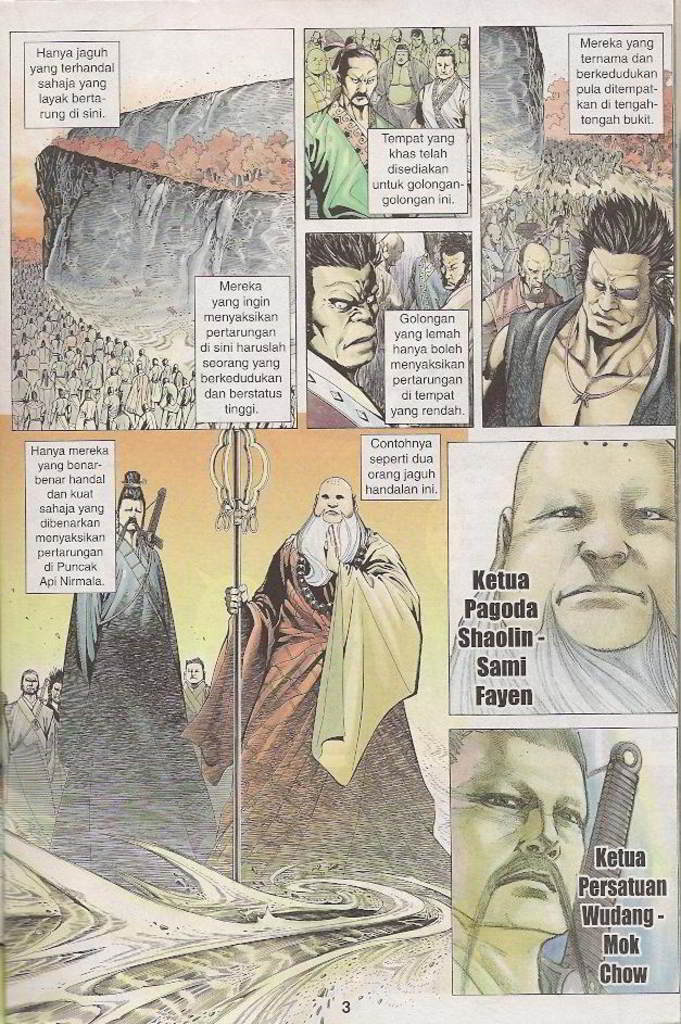 Hanya jaguh
yang terhandal
sahaja yang
layak berta-
rung di sini.
Mereka
yang ingin
menyaksikan
pertarungan
di sini haruslah
seorang yang
berkedudukan
dan berstatus
tinggi.
Tempat yang
khas telah
disediakan
untuk golongan-
golongan ini.
Golongan
yang lemah
hanya boleh
menyaksikan
pertarungan
di tempat
yang rendah.
Mereka yang
ternama dan
berkedudukan
pula ditempat-
kan di tengah-
tengah bukit.
Hanya mereka
yang benar-
benar handal
dan kuat
sahaja yang
dibenarkan
menyaksikan
pertarungan
di Puncak
Api Nirmala.
Contohnya
seperti dua
orang jaguh
handalan ini.
Ketua
Pagoda
Shaolin -
Sami
Fayen
Ketua
Persatuan
Wudang -
Mok
Chow
3